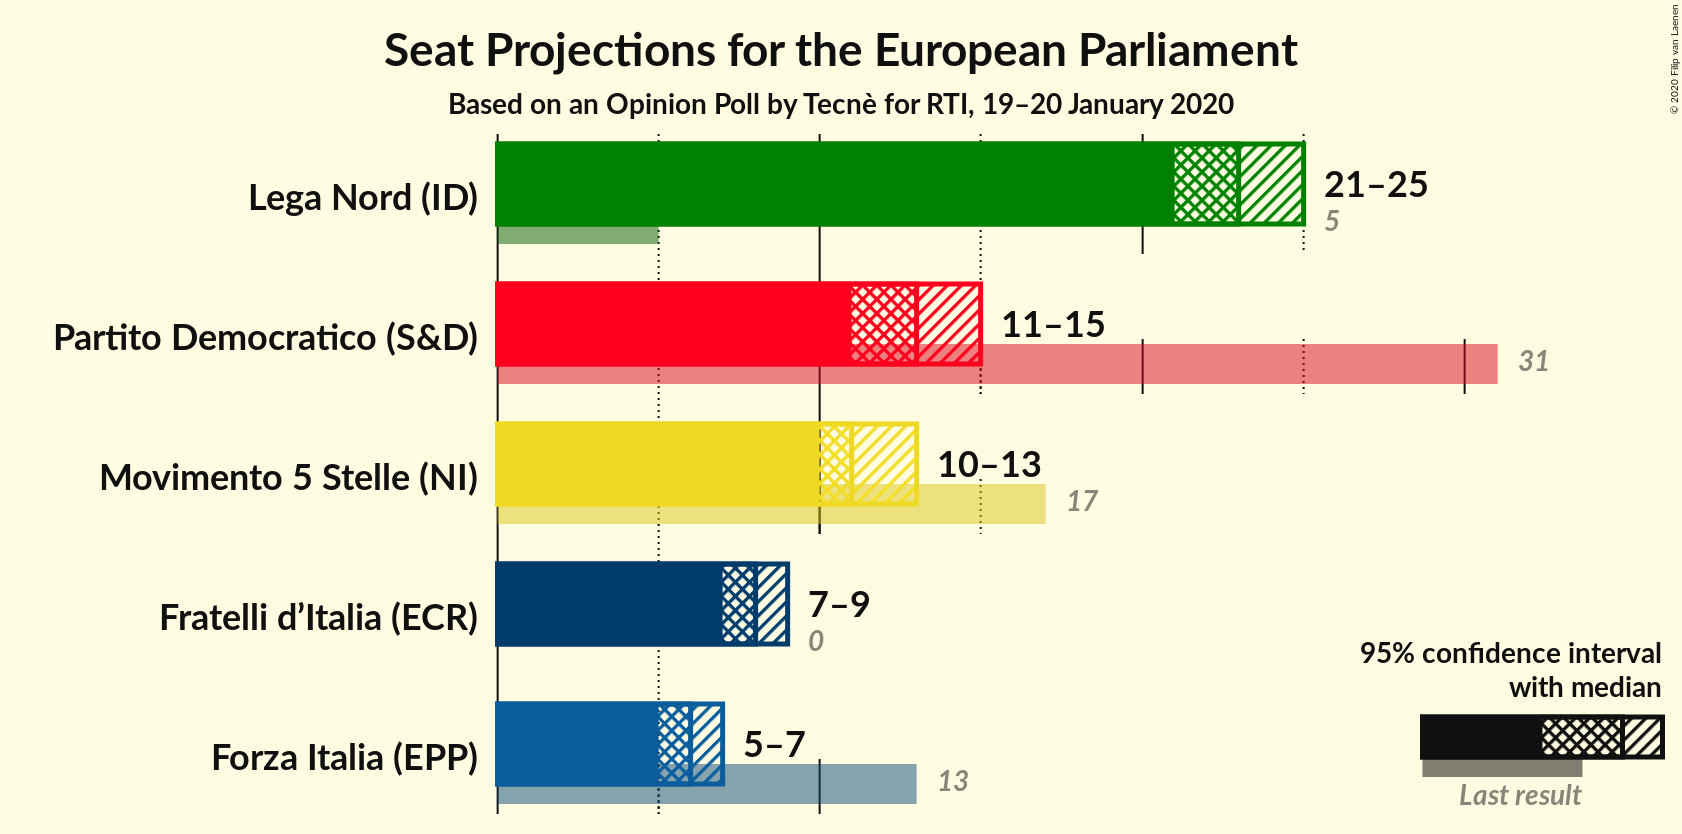 Seat Projections for the European Parliament
Based on an Opinion Poll by Tecnè for RTI, 19–20 January 2020
© 2020 Filip van Laenen
Lega Nord (ID)
21–25
5
Partito Democratico (S&D)
11–15
31
Movimento 5 Stelle (NI)
10–13
17
Fratelli d’Italia (ECR)
7–9
0
Forza Italia (EPP)
5–7
13
95% confidence interval
with median
Last result